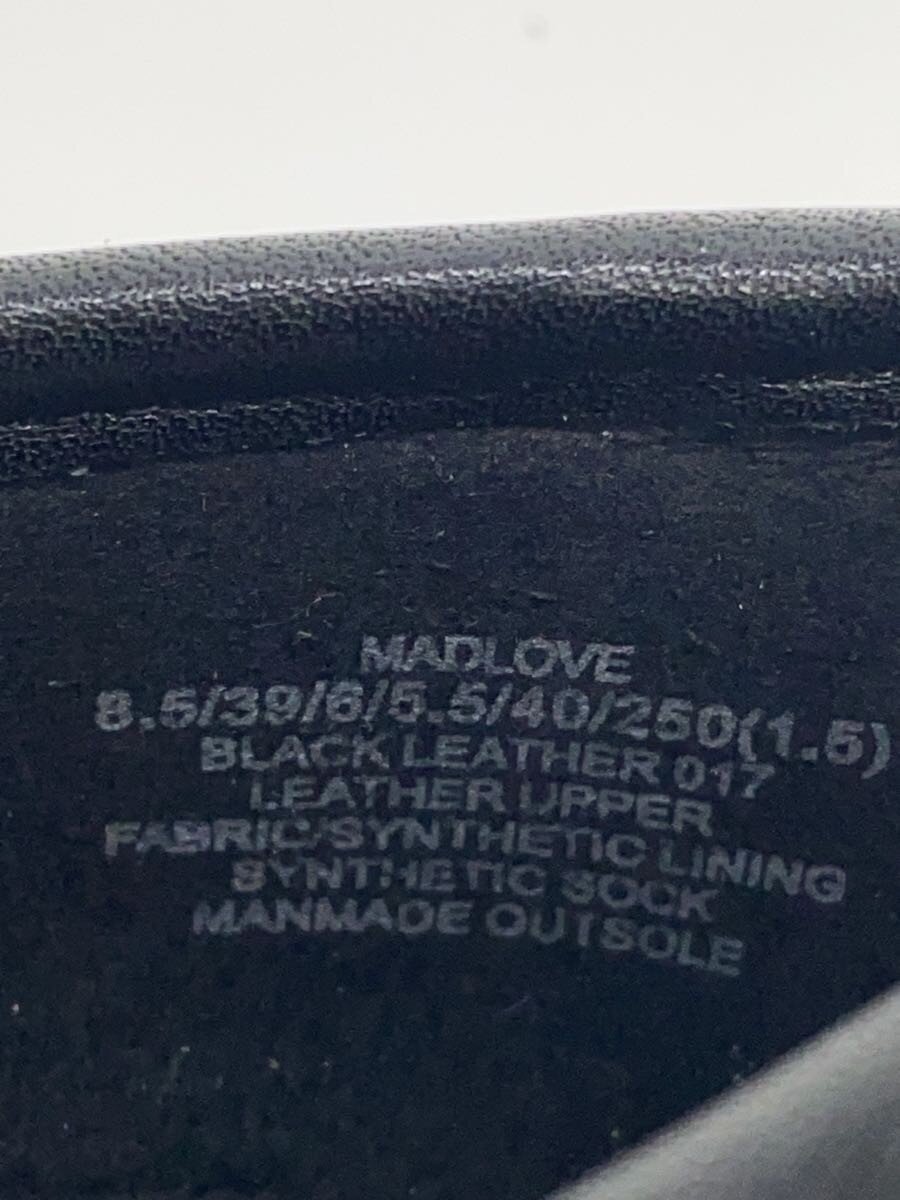 MADLOVE
8.5/39/6/5.5/40/250(1.5)
BLACK LEATHER 017
LEATHER UPPER
FABRIC/SYNTHETIC LINING
SYNTHETIC SOCK
MANMADE OUTSOLE